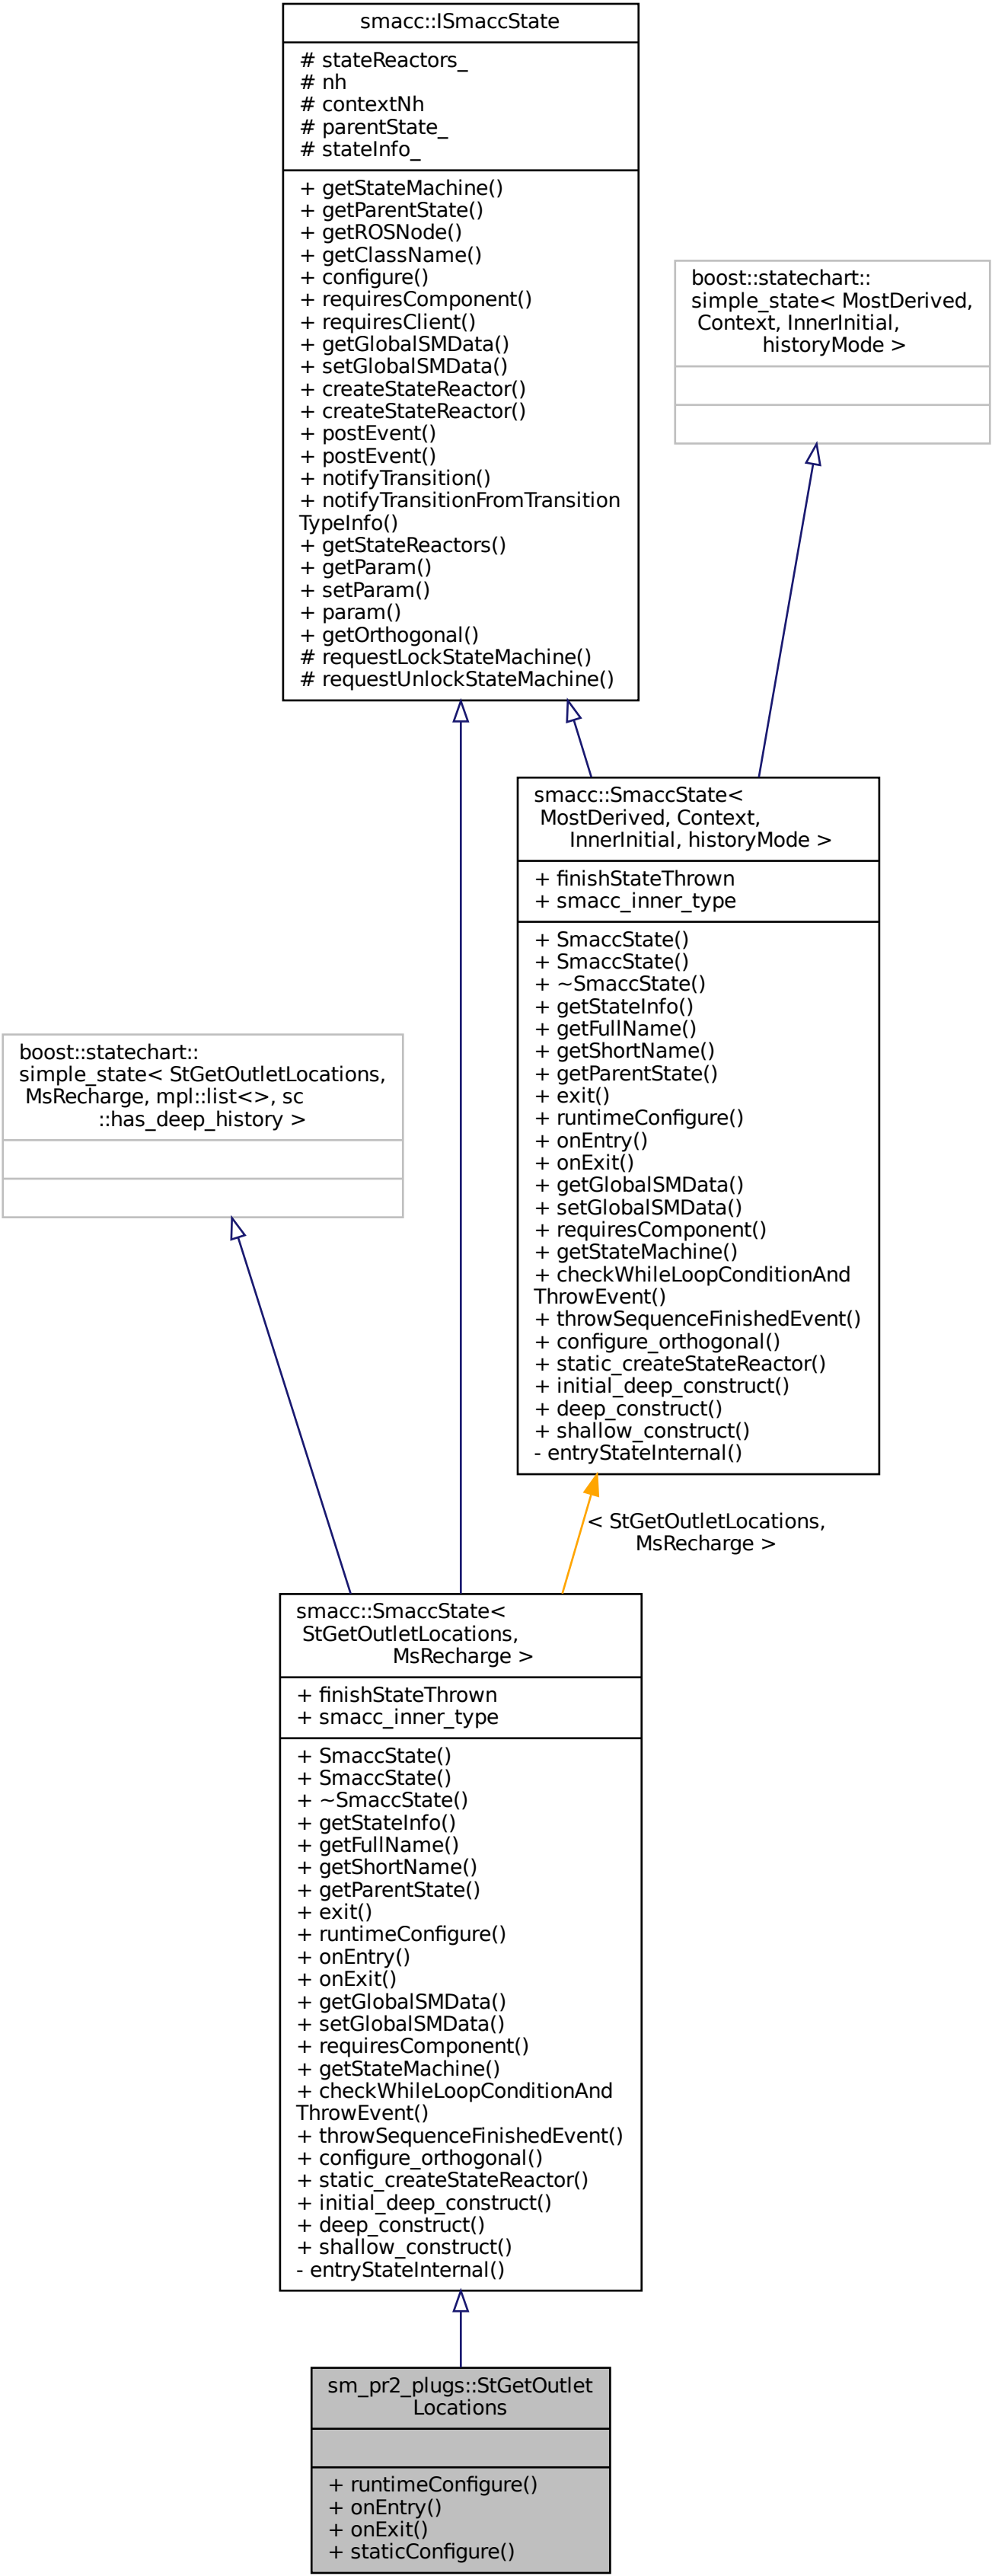 smacc::ISmaccState
# stateReactors_
# nh
# contextNh
# parentState_
# stateInfo_
+ getStateMachine()
+ getParentState()
+ getROSNode()
+ getClassName()
+ configure()
+ requiresComponent()
+ requiresClient()
+ getGlobalSMData()
+ setGlobalSMData()
+ createStateReactor()
+ createStateReactor()
+ postEvent()
+ postEvent()
+ notifyTransition()
+ notifyTransitionFromTransition
TypeInfo()
+ getStateReactors()
+ getParam()
+ setParam()
+ param()
+ getOrthogonal()
# requestLockStateMachine()
# requestUnlockStateMachine()
boost::statechart::
simple_state< MostDerived,
Context, InnerInitial,
historyMode >
smacc::SmaccState<
MostDerived, Context,
InnerInitial, historyMode >
+ finishStateThrown
+ smacc_inner_type
+ SmaccState()
+ SmaccState()
+ ~SmaccState()
+ getStateInfo()
+ getFullName()
+ getShortName()
+ getParentState()
+ exit()
+ runtimeConfigure()
+ onEntry()
+ onExit()
+ getGlobalSMData()
+ setGlobalSMData()
+ requiresComponent()
+ getStateMachine()
+ checkWhileLoopConditionAnd
ThrowEvent()
+ throwSequenceFinishedEvent()
+ configure_orthogonal()
+ static_createStateReactor()
+ initial_deep_construct()
+ deep_construct()
+ shallow_construct()
- entryStateInternal()
boost::statechart::
simple_state< StGetOutletLocations,
MsRecharge, mpl::list<>, sc
::has_deep_history >
< StGetOutletLocations,
MsRecharge >
smacc::SmaccState<
StGetOutletLocations,
MsRecharge >
+ finishStateThrown
+ smacc_inner_type
+ SmaccState()
+ SmaccState()
+ ~SmaccState()
+ getStateInfo()
+ getFullName()
+ getShortName()
+ getParentState()
+ exit()
+ runtimeConfigure()
+ onEntry()
+ onExit()
+ getGlobalSMData()
+ setGlobalSMData()
+ requiresComponent()
+ getStateMachine()
+ checkWhileLoopConditionAnd
ThrowEvent()
+ throwSequenceFinishedEvent()
+ configure_orthogonal()
+ static_createStateReactor()
+ initial_deep_construct()
+ deep_construct()
+ shallow_construct()
- entryStateInternal()
sm_pr2_plugs::StGetOutlet
Locations
+ runtimeConfigure()
+ onEntry()
+ onExit()
+ staticConfigure()